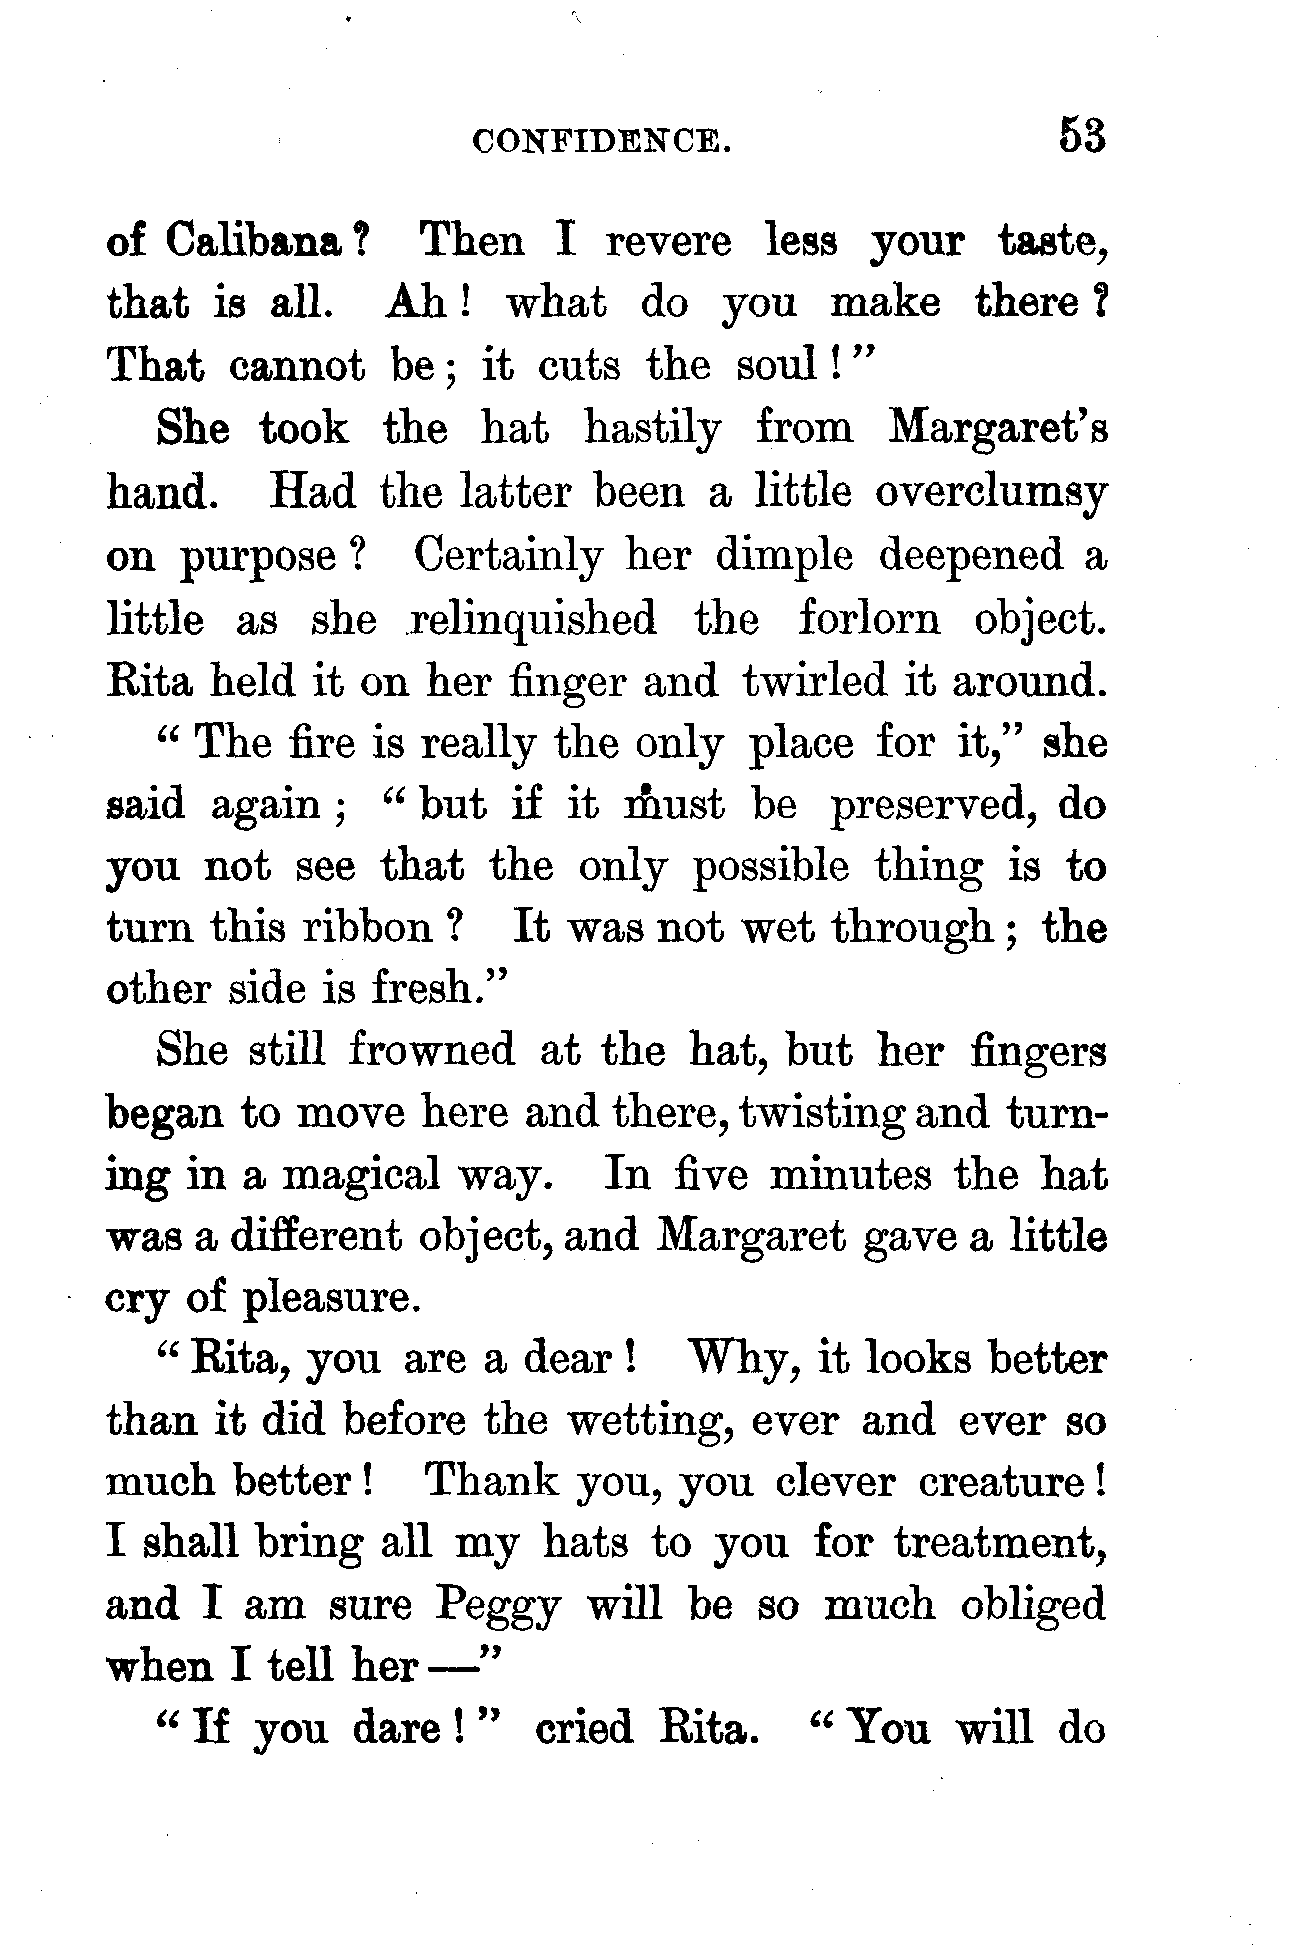 CONFIDENCE. 53
of Calibana? Then I revere less your taste,
that is all. Ah! what do you make there?
That cannot be; it cuts the soul!”
She took the hat hastily from Margaret’s
hand. Had the latter been a little overclumsy
on purpose? Certainly her dimple deepened a
little as she relinquished the forlorn object.
Rita held it on her finger and twirled it around.
“The fire is really the only place for it,” she
said again; “but if it must be preserved, do
you not see that the only possible thing is to
turn this ribbon? It was not wet through; the
other side is fresh.”
She still frowned at the hat, but her fingers
began to move here and there, twisting and turn-
ing in a magical way. In five minutes the hat
was a different object, and Margaret gave a little
cry of pleasure.
“Rita, you are a dear! Why, it looks better
than it did before the wetting, ever and ever so
much better! Thank you, you clever creature!
I shall bring all my hats to you for treatment,
and I am sure Peggy will be so much obliged
when I tell her—”
“If you dare!” cried Rita. “You will do